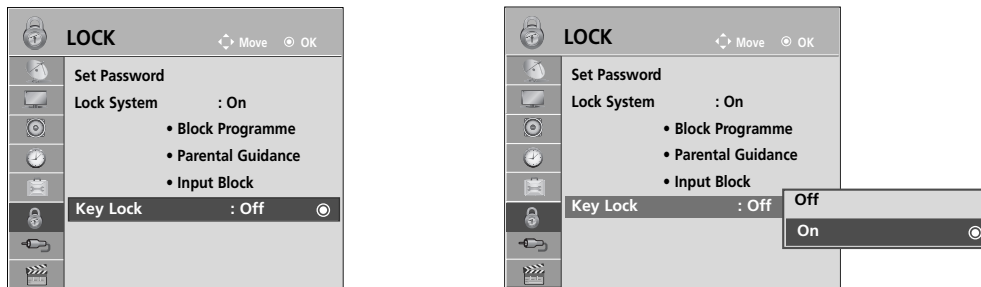 LOCK
Move OK
Set Password
Lock System : On
• Block Programme
• Parental Guidance
• Input Block
Key Lock : Off
LOCK
Move OK
Set Password
Lock System : On
• Block Programme
• Parental Guidance
• Input Block
Key Lock : Off
Off
On